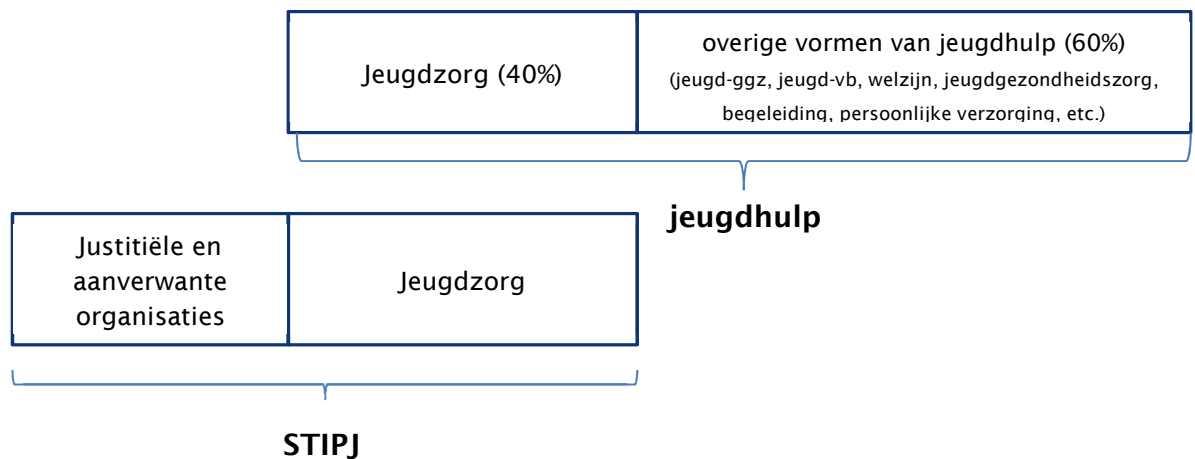 Jeugdzorg (40%)
overige vormen van jeugdhulp (60%)
(jeugd-ggz, jeugd-vb, welzijn, jeugdgezondheidszorg,
begeleiding, persoonlijke verzorging, etc.)
jeugdhulp
Justitiële en
aanverwante
organisaties
Jeugdzorg
STIPJ